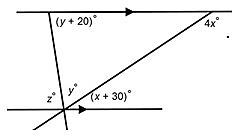 (y + 20)°
4x°
z°
y°
(x + 30)°